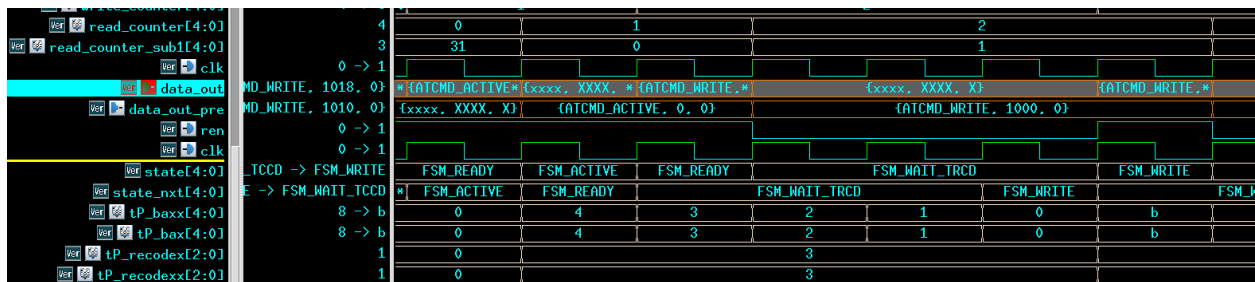 read_counter[4:0] 4 0 1 2
read_counter_sub1[4:0] 3 31 0 1
clk 0 -> 1
data_out MD_WRITE, 1018, 0} * {ATCMD_ACTIVE* {xxxx, XXXX, * {ATCMD_WRITE,* {xxxx, XXXX, X} {ATCMD_WRITE,*
data_out_pre MD_WRITE, 1010, 0} {xxxx, XXXX, X} {ATCMD_ACTIVE, 0, 0} {ATCMD_WRITE, 1000, 0}
ren 0 -> 1
clk 0 -> 1
state[4:0] _TCCD -> FSM_WRITE FSM_READY FSM_ACTIVE FSM_READY FSM_WAIT_TRCD FSM_WRITE
state_nxt[4:0] E -> FSM_WAIT_TCCD * FSM_ACTIVE FSM_READY FSM_WAIT_TRCD FSM_WRITE FSM_W
tP_baxx[4:0] 8 -> b 0 4 3 2 1 0 b
tP_bax[4:0] 8 -> b 0 4 3 2 1 0 b
tP_recodex[2:0] 1 0 3
tP_recodexx[2:0] 1 0 3